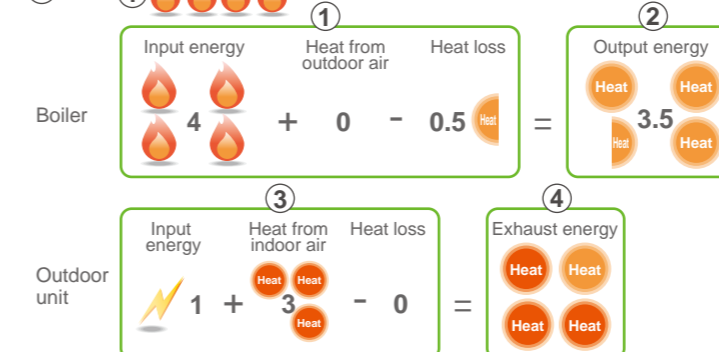 ①
②
Input energy Heat from outdoor air Heat loss
Output energy
Boiler
4 + 0 - 0.5 Heat =
Heat Heat
3.5
Heat Heat
③
④
Input energy Heat from indoor air Heat loss
Exhaust energy
Outdoor unit
Heat Heat
1 + 3 - 0 =
Heat
Heat Heat
Heat Heat